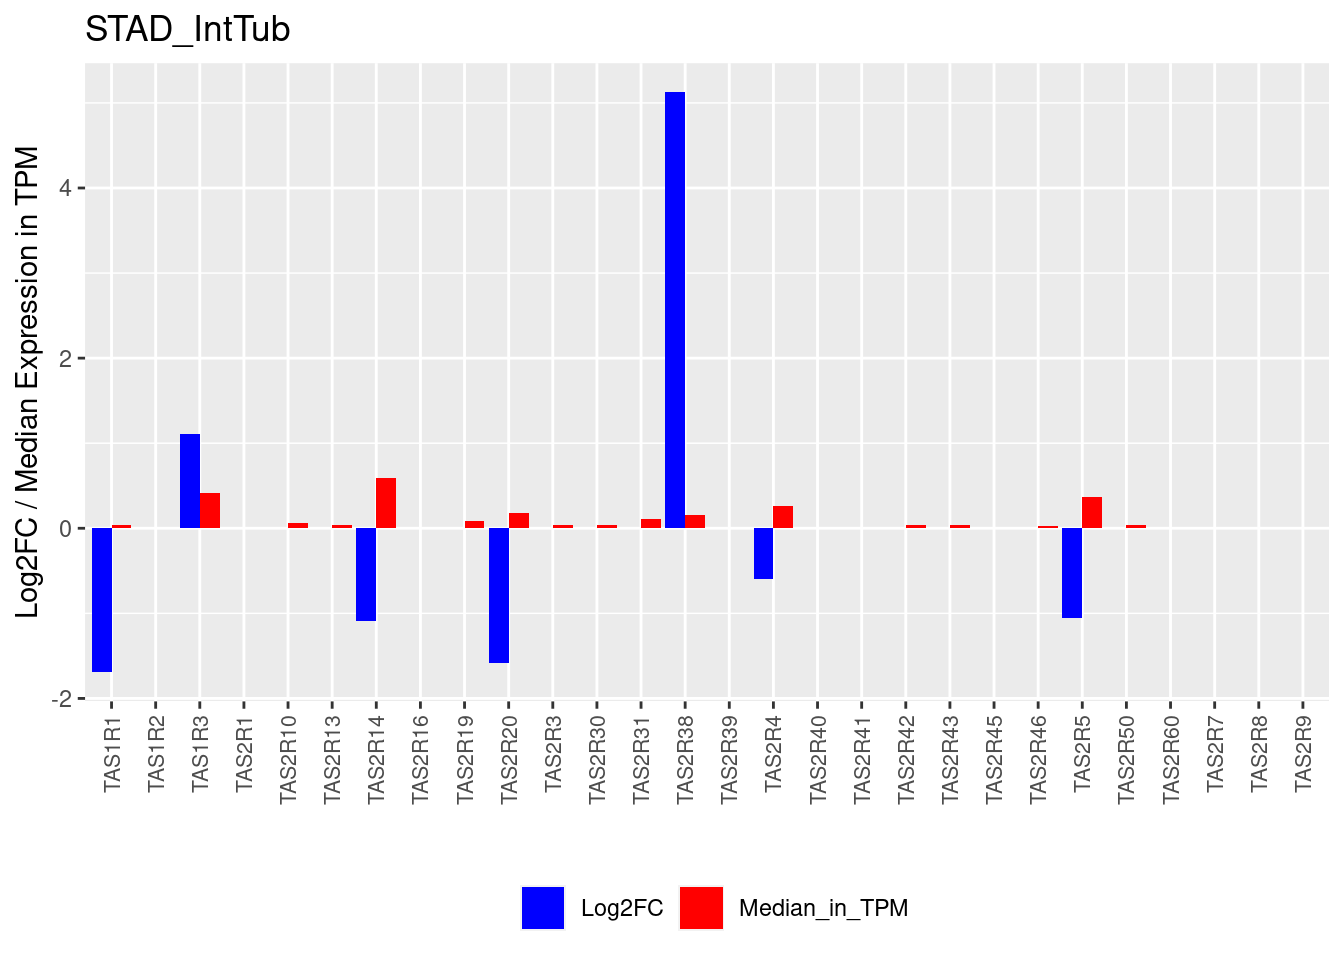 STAD_IntTub
Log2FC / Median Expression in TPM
4
2
0
-2
TAS1R1
TAS1R2
TAS1R3
TAS2R1
TAS2R10
TAS2R13
TAS2R14
TAS2R16
TAS2R19
TAS2R20
TAS2R3
TAS2R30
TAS2R31
TAS2R38
TAS2R39
TAS2R4
TAS2R40
TAS2R41
TAS2R42
TAS2R43
TAS2R45
TAS2R46
TAS2R5
TAS2R50
TAS2R60
TAS2R7
TAS2R8
TAS2R9
Log2FC
Median_in_TPM